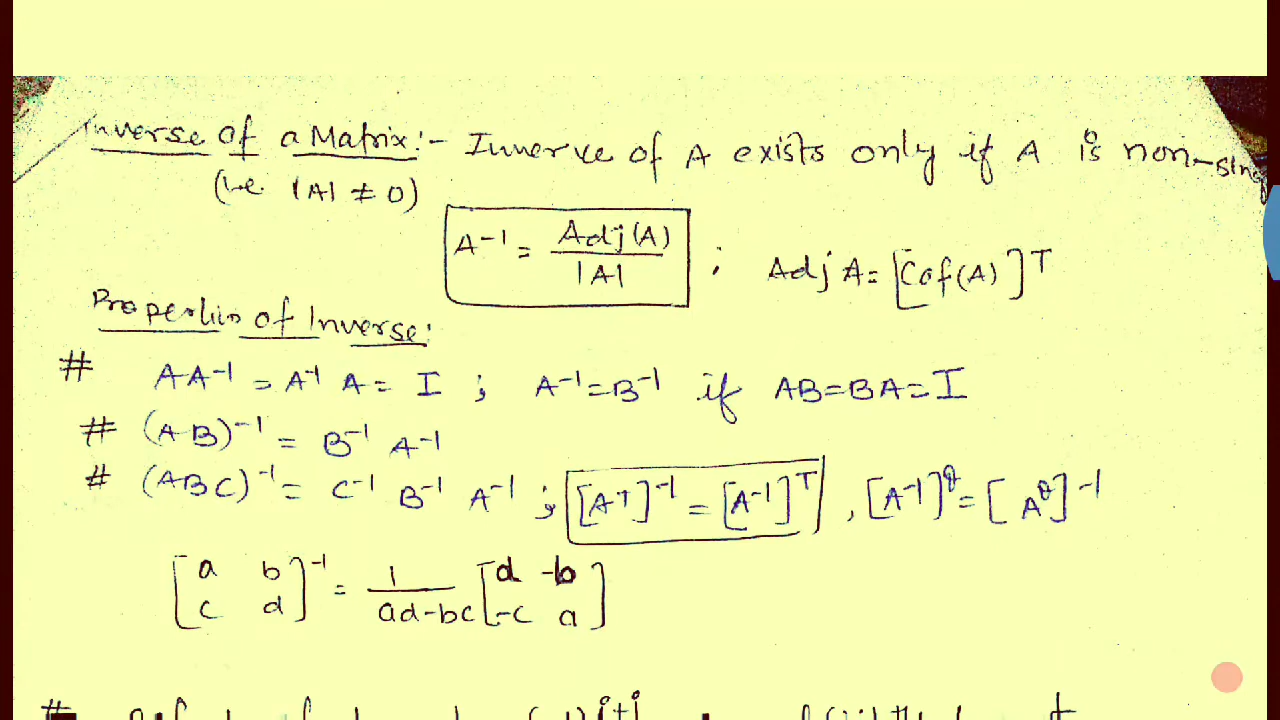 Inverse of a Matrix:- Inverse of A exists only if A is non-sing
(i.e. |A| ≠ 0)
A⁻¹ = Adj(A) / |A| ; Adj A = [Cof(A)]ᵀ
Properties of Inverse:
# AA⁻¹ = A⁻¹ A = I ; A⁻¹ = B⁻¹ if AB = BA = I
# (AB)⁻¹ = B⁻¹ A⁻¹
# (ABC)⁻¹ = C⁻¹ B⁻¹ A⁻¹ ; [Aᵀ]⁻¹ = [A⁻¹]ᵀ , [A⁻¹]^θ = [A^θ]⁻¹
[a b; c d]⁻¹ = 1 / (ad-bc) [d -b; -c a]
#